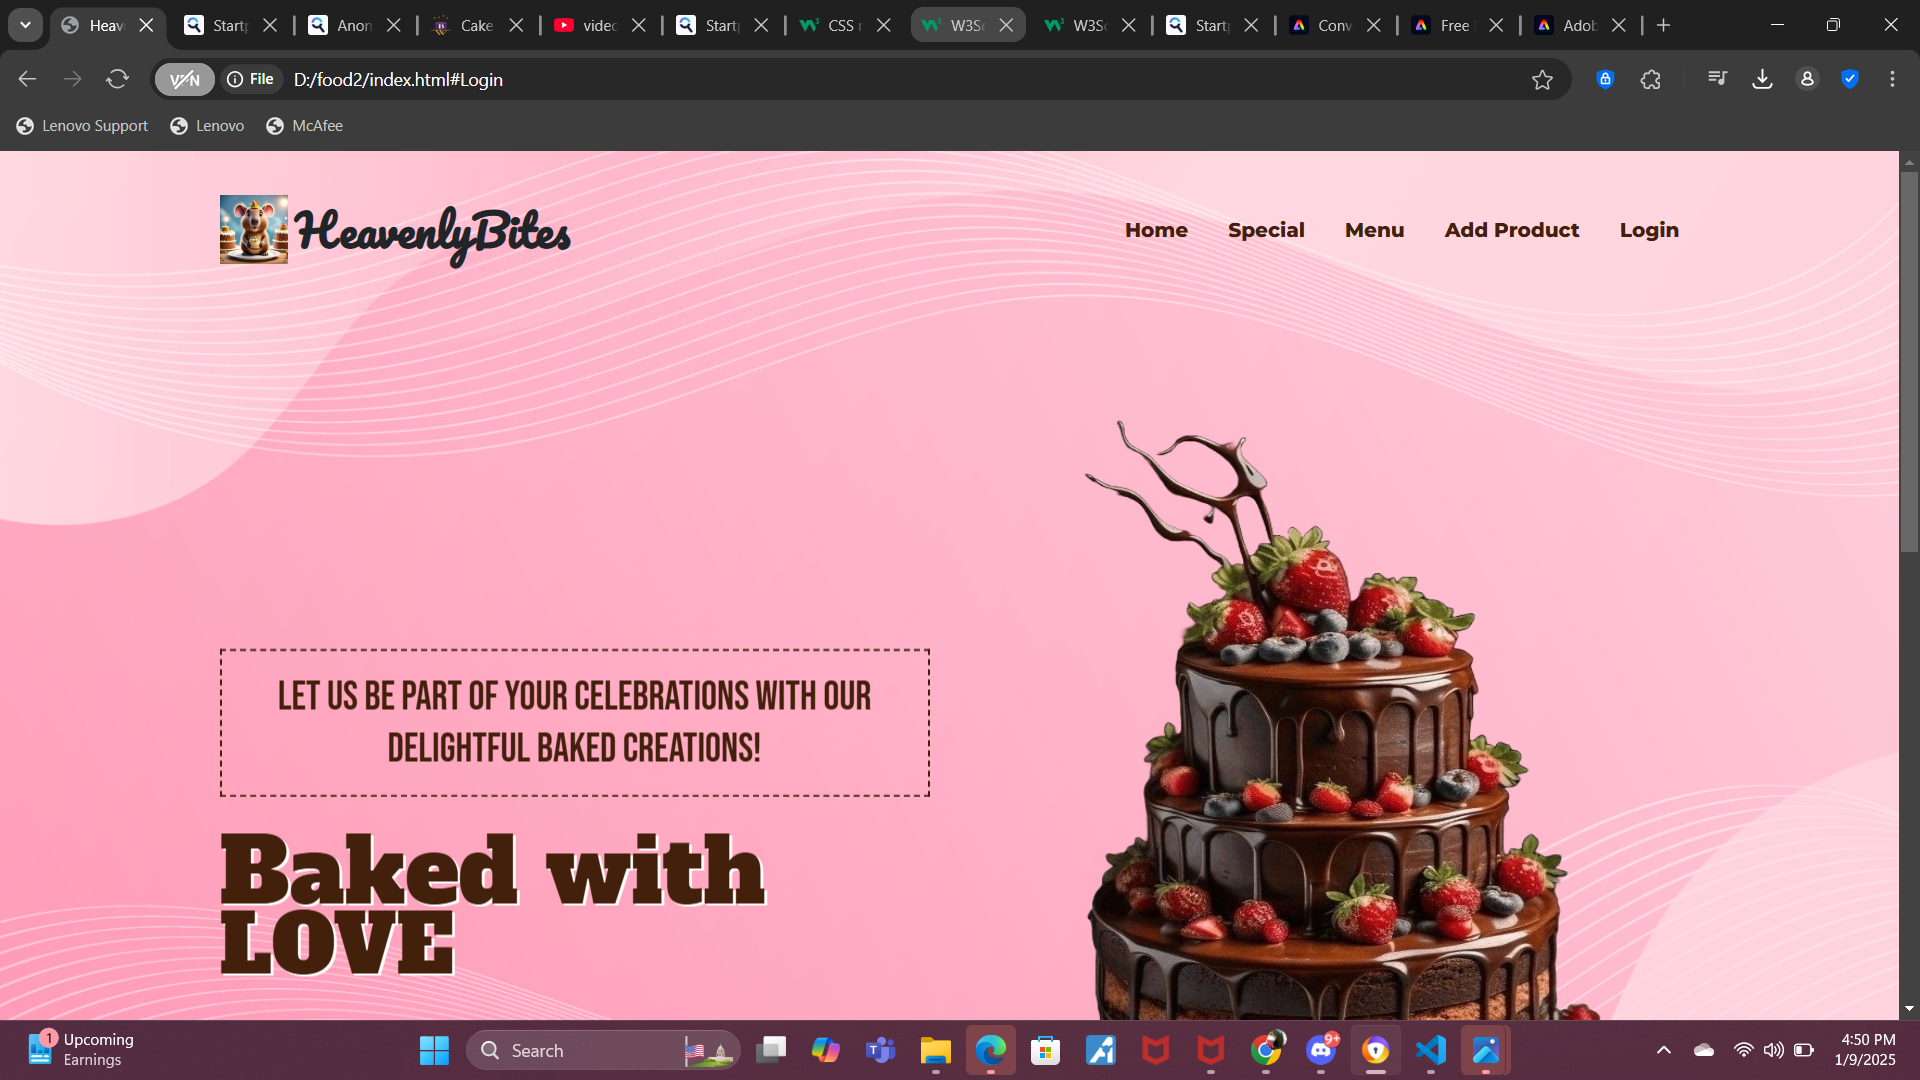 Heav
Start
Anon
Cake
video
Start
CSS r
W3Sc
W3Sc
Start
Conv
Free
Adob
VPN
File
D:/food2/index.html#Login
Lenovo Support
Lenovo
McAfee
HeavenlyBites
Home
Special
Menu
Add Product
Login
LET US BE PART OF YOUR CELEBRATIONS WITH OUR
DELIGHTFUL BAKED CREATIONS!
Baked with
LOVE
1
Upcoming
Earnings
Search
9+
4:50 PM
1/9/2025